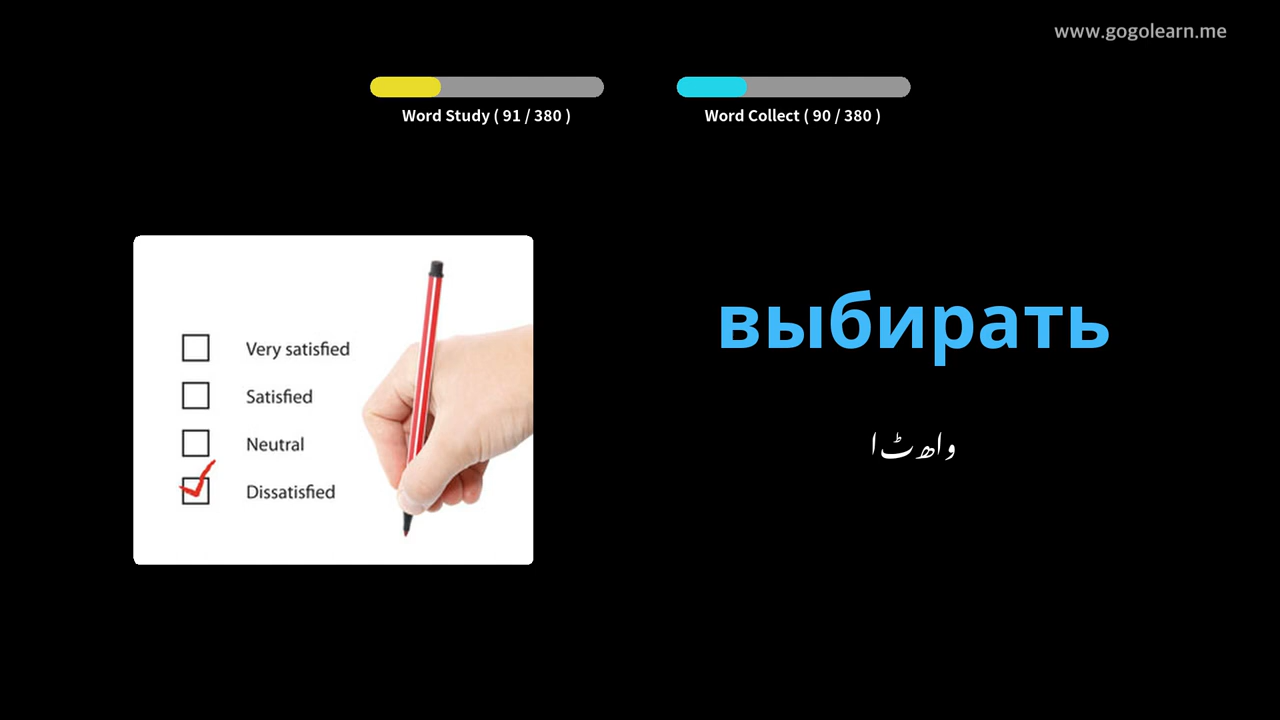 www.gogolearn.me
Word Study ( 91 / 380 )
Word Collect ( 90 / 380 )
Very satisfied
Satisfied
Neutral
Dissatisfied
выбирать
واھٹا